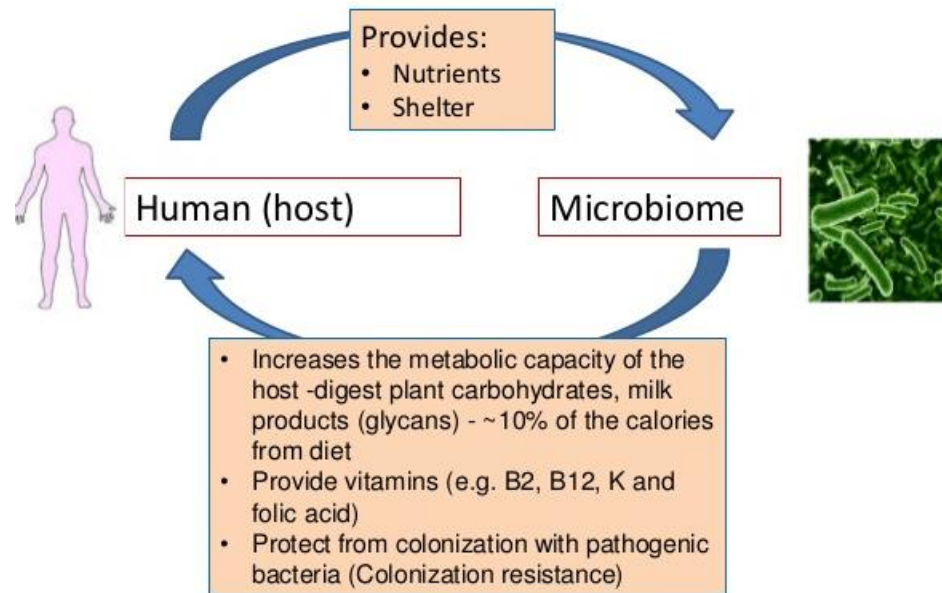 Provides:
• Nutrients
• Shelter
Human (host)
Microbiome
• Increases the metabolic capacity of the
host -digest plant carbohydrates, milk
products (glycans) - ~10% of the calories
from diet
• Provide vitamins (e.g. B2, B12, K and
folic acid)
• Protect from colonization with pathogenic
bacteria (Colonization resistance)